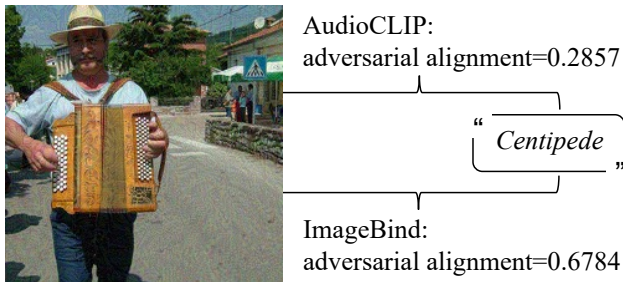 AudioCLIP:
adversarial alignment=0.2857
“ Centipede ”
ImageBind:
adversarial alignment=0.6784